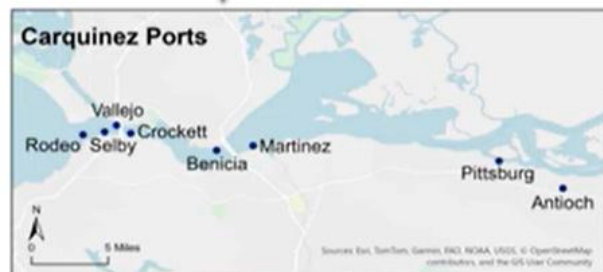 Carquinez Ports
Vallejo
Rodeo Selby Crockett
Benicia Martinez
Pittsburg
Antioch
N
0 5 Miles
Sources: Esri, TomTom, Garmin, FAO, NOAA, USGS, © OpenStreetMap
contributors, and the GIS User Community